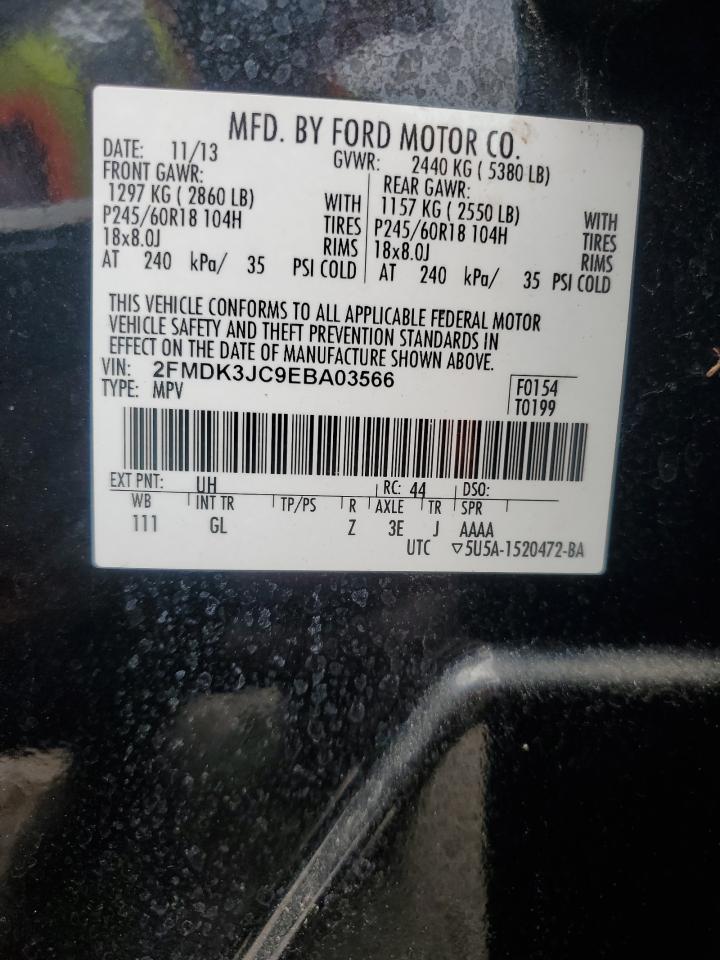 MFD. BY FORD MOTOR CO.
DATE: 11/13 GVWR: 2440 KG ( 5380 LB)
FRONT GAWR: REAR GAWR:
1297 KG ( 2860 LB) WITH 1157 KG ( 2550 LB) WITH
P245/60R18 104H TIRES P245/60R18 104H TIRES
18x8.0J RIMS 18x8.0J RIMS
AT 240 kPa/ 35 PSI COLD AT 240 kPa/ 35 PSI COLD
THIS VEHICLE CONFORMS TO ALL APPLICABLE FEDERAL MOTOR
VEHICLE SAFETY AND THEFT PREVENTION STANDARDS IN
EFFECT ON THE DATE OF MANUFACTURE SHOWN ABOVE.
VIN: 2FMDK3JC9EBA03566
TYPE: MPV F0154
T0199
EXT PNT: UH RC: 44 DSO:
WB INT TR TP/PS R AXLE TR SPR
111 GL Z 3E J AAAA
UTC ▽5U5A-1520472-BA